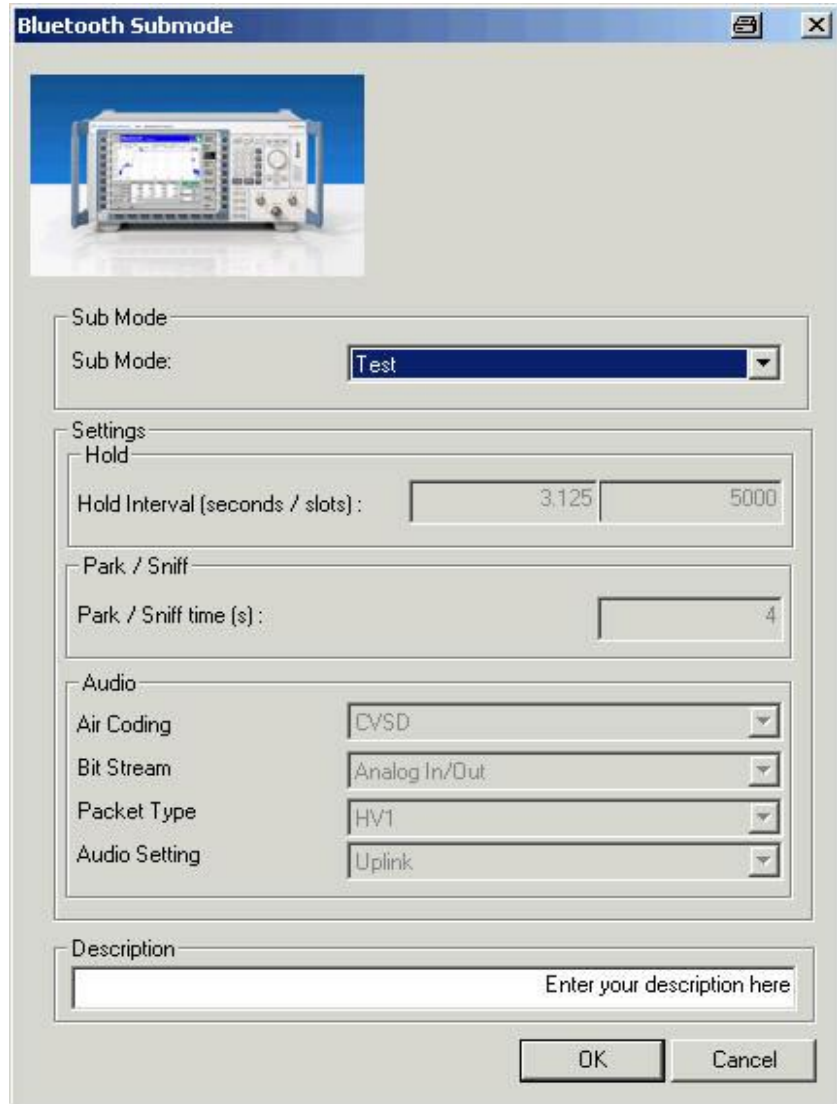 Bluetooth Submode
Sub Mode
Sub Mode: Test
Settings
Hold
Hold Interval (seconds / slots) : 3.125 5000
Park / Sniff
Park / Sniff time (s) : 4
Audio
Air Coding CVSD
Bit Stream Analog In/Out
Packet Type HV1
Audio Setting Uplink
Description
Enter your description here
OK Cancel